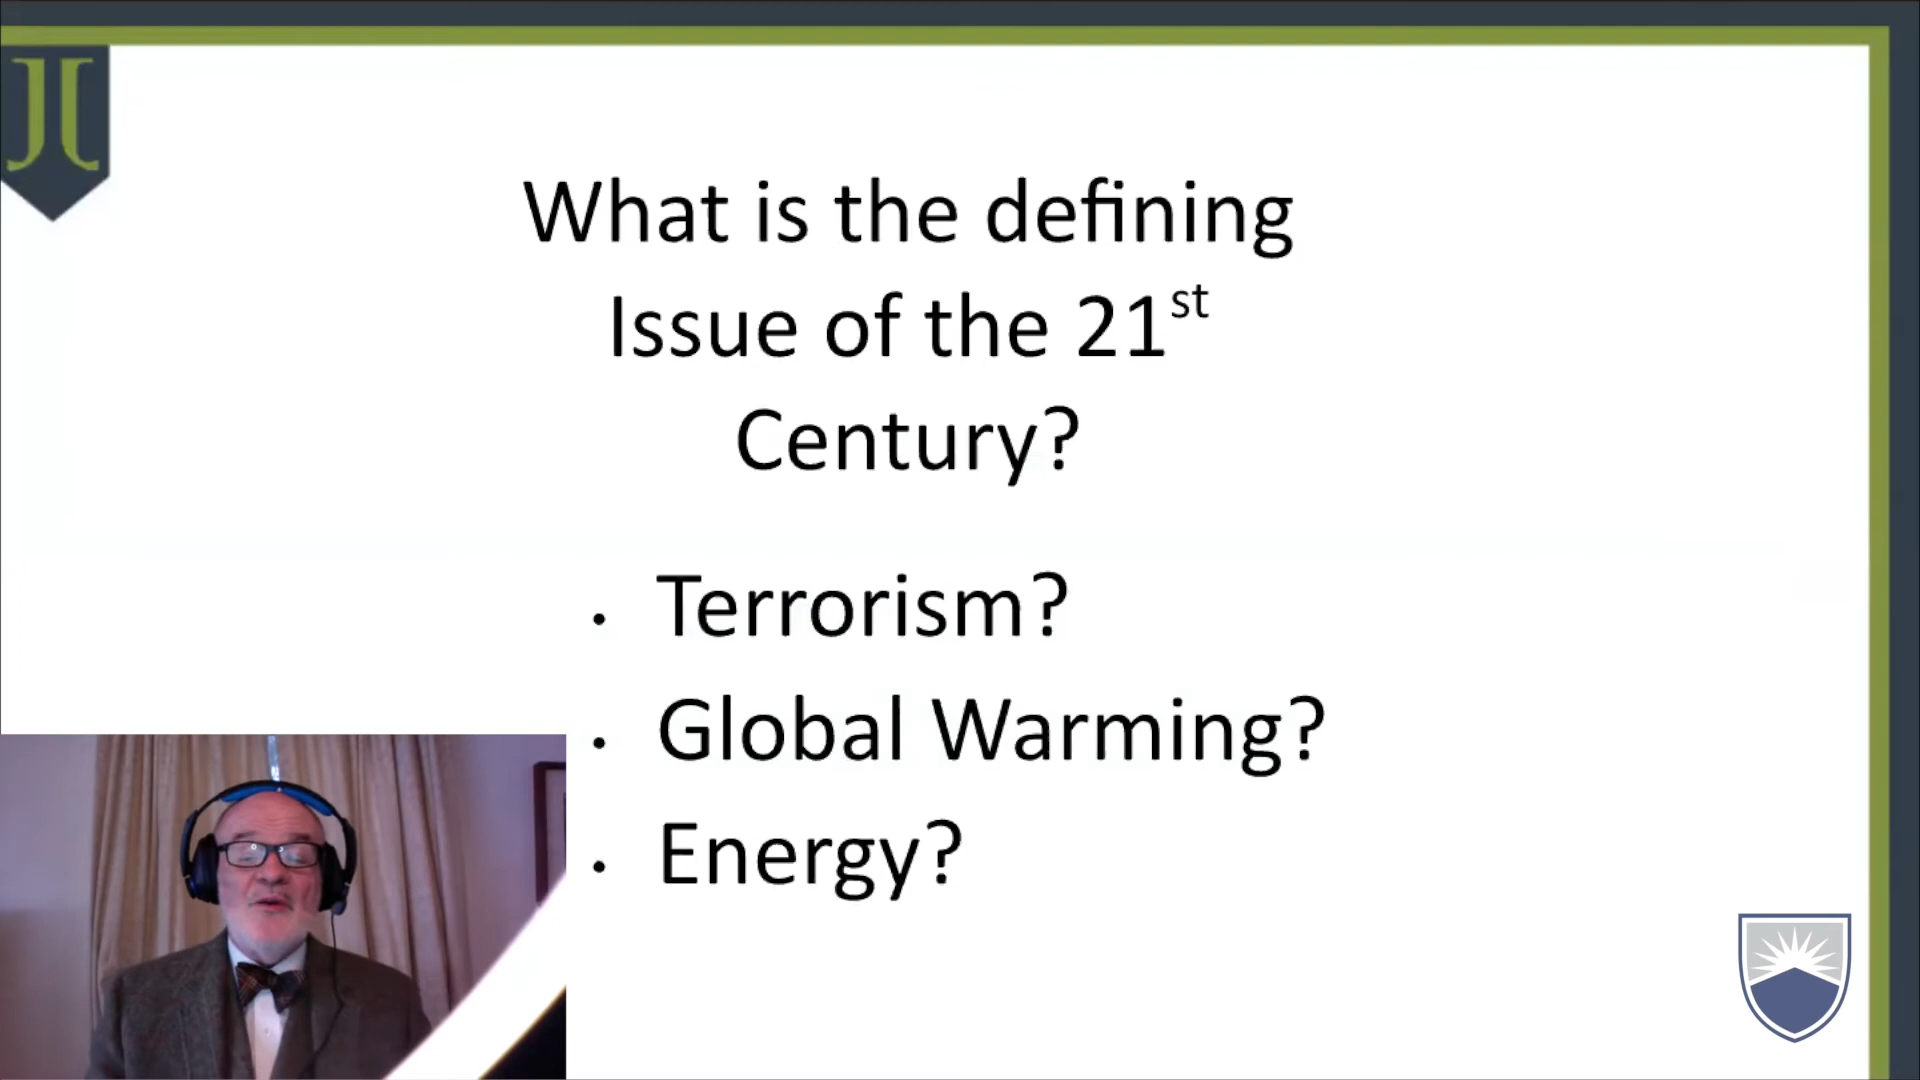 What is the defining
Issue of the 21st
Century?
• Terrorism?
• Global Warming?
• Energy?